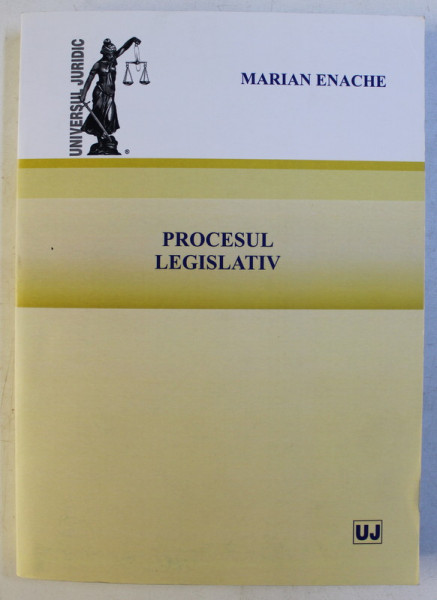 UNIVERSUL JURIDIC
®
MARIAN ENACHE
PROCESUL
LEGISLATIV
UJ